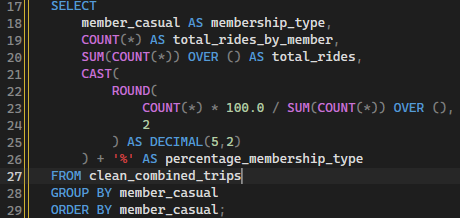 17 SELECT
18 member_casual AS membership_type,
19 COUNT(*) AS total_rides_by_member,
20 SUM(COUNT(*)) OVER () AS total_rides,
21 CAST(
22 ROUND(
23 COUNT(*) * 100.0 / SUM(COUNT(*)) OVER (),
24 2
25 ) AS DECIMAL(5,2)
26 ) + '%' AS percentage_membership_type
27 FROM clean_combined_trips
28 GROUP BY member_casual
29 ORDER BY member_casual;